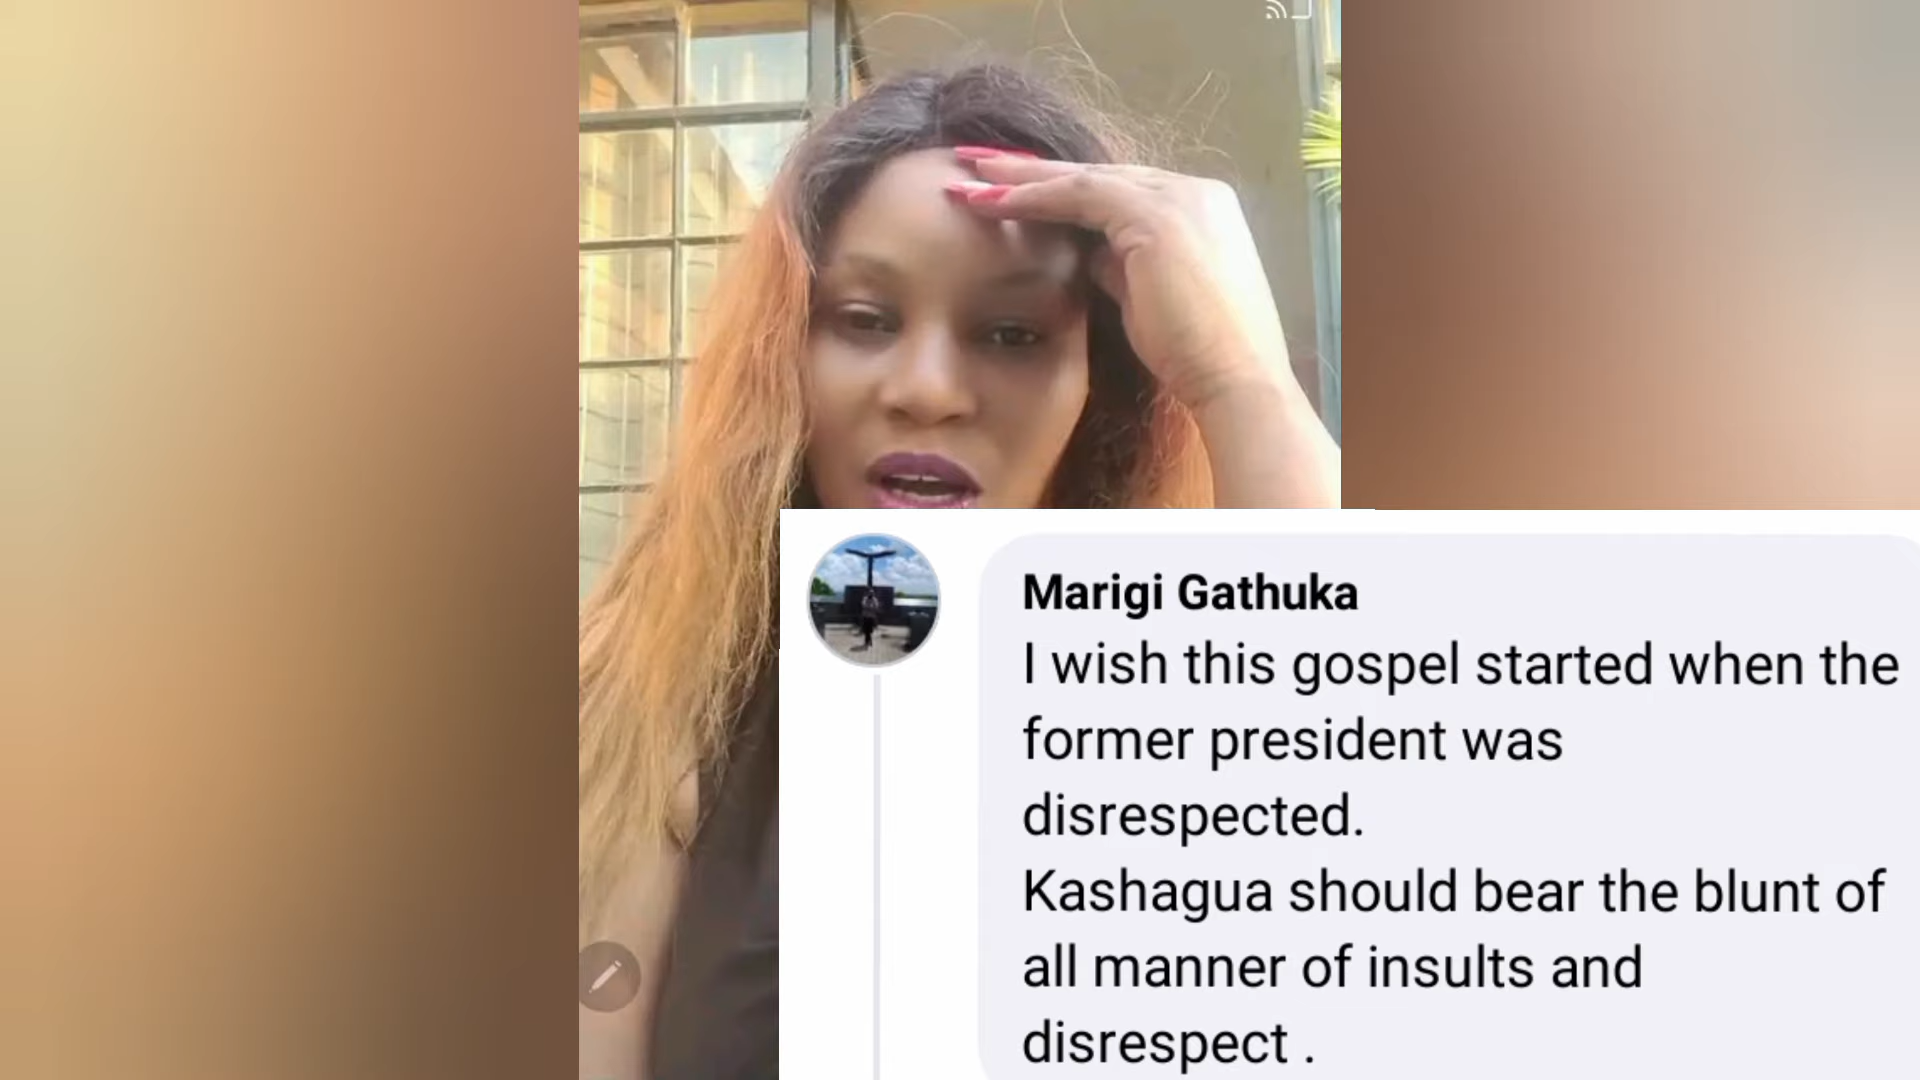 Marigi Gathuka
I wish this gospel started when the
former president was
disrespected.
Kashagua should bear the blunt of
all manner of insults and
disrespect .